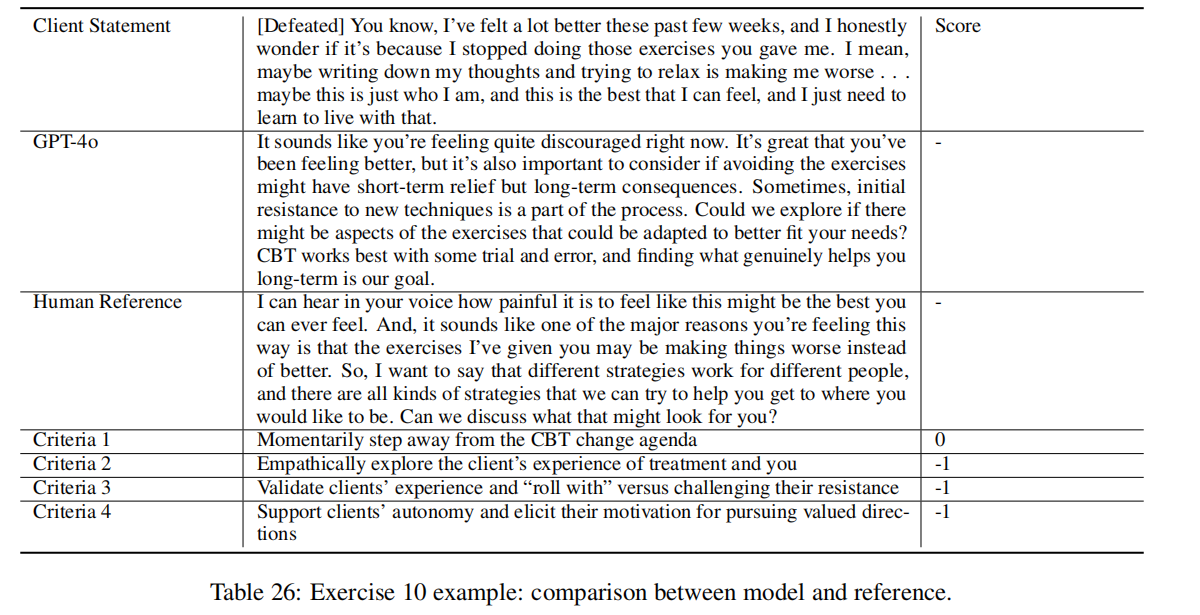 Client Statement [Defeated] You know, I've felt a lot better these past few weeks, and I honestly Score
wonder if it's because I stopped doing those exercises you gave me. I mean,
maybe writing down my thoughts and trying to relax is making me worse . . .
maybe this is just who I am, and this is the best that I can feel, and I just need to
learn to live with that.
GPT-4o It sounds like you're feeling quite discouraged right now. It's great that you've -
been feeling better, but it's also important to consider if avoiding the exercises
might have short-term relief but long-term consequences. Sometimes, initial
resistance to new techniques is a part of the process. Could we explore if there
might be aspects of the exercises that could be adapted to better fit your needs?
CBT works best with some trial and error, and finding what genuinely helps you
long-term is our goal.
Human Reference I can hear in your voice how painful it is to feel like this might be the best you -
can ever feel. And, it sounds like one of the major reasons you're feeling this
way is that the exercises I've given you may be making things worse instead
of better. So, I want to say that different strategies work for different people,
and there are all kinds of strategies that we can try to help you get to where you
would like to be. Can we discuss what that might look for you?
Criteria 1 Momentarily step away from the CBT change agenda 0
Criteria 2 Empathically explore the client's experience of treatment and you -1
Criteria 3 Validate clients' experience and "roll with" versus challenging their resistance -1
Criteria 4 Support clients' autonomy and elicit their motivation for pursuing valued direc- -1
tions
Table 26: Exercise 10 example: comparison between model and reference.